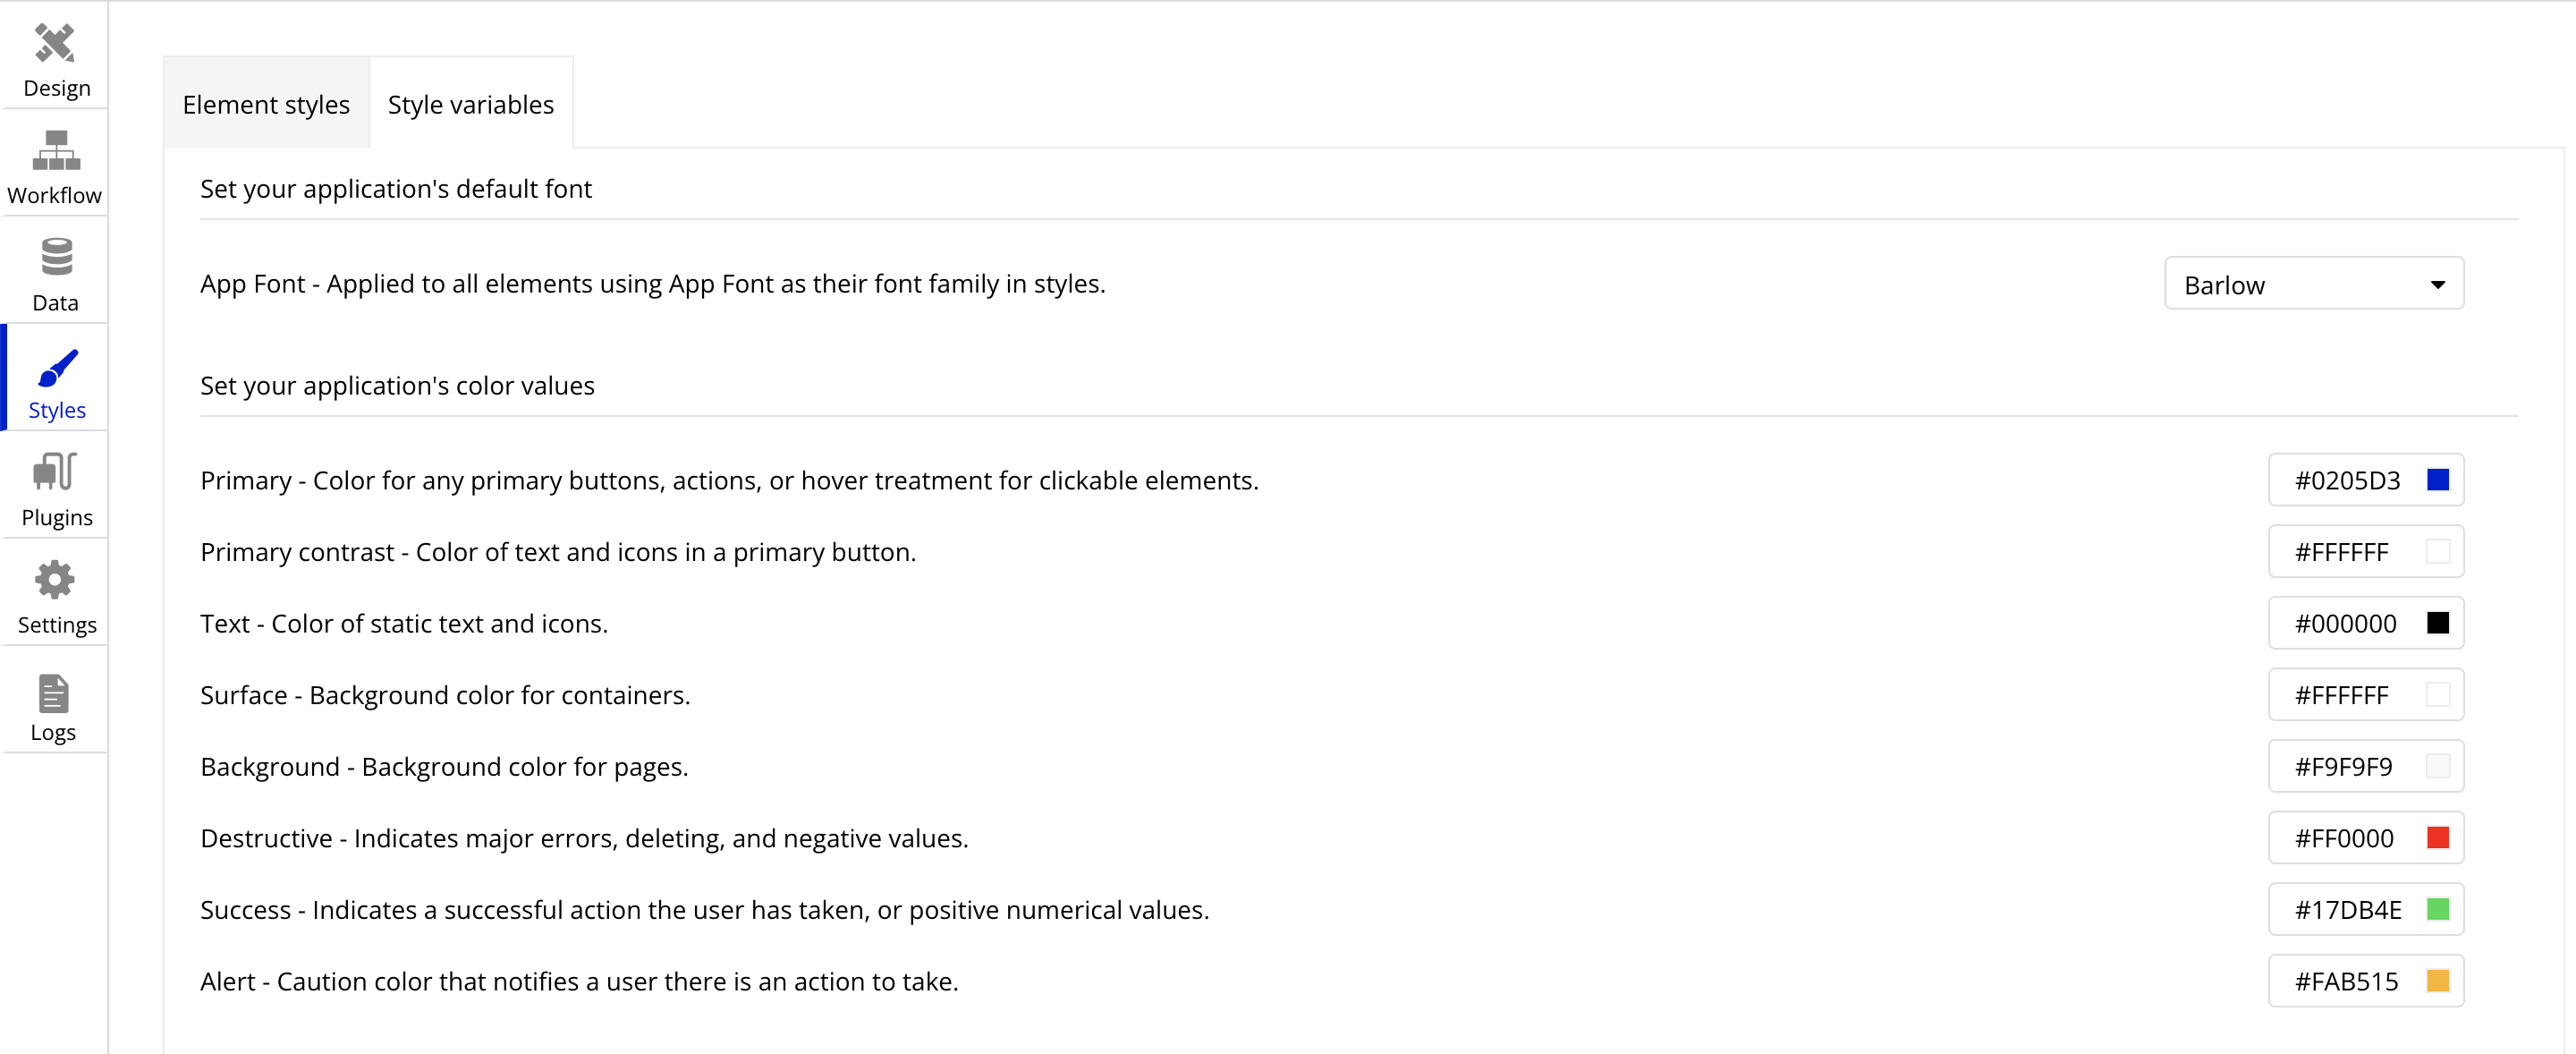 Design
Workflow
Data
Styles
Plugins
Settings
Logs
Element styles
Style variables
Set your application's default font
App Font - Applied to all elements using App Font as their font family in styles.
Barlow
Set your application's color values
Primary - Color for any primary buttons, actions, or hover treatment for clickable elements.
#0205D3
Primary contrast - Color of text and icons in a primary button.
#FFFFFF
Text - Color of static text and icons.
#000000
Surface - Background color for containers.
#FFFFFF
Background - Background color for pages.
#F9F9F9
Destructive - Indicates major errors, deleting, and negative values.
#FF0000
Success - Indicates a successful action the user has taken, or positive numerical values.
#17DB4E
Alert - Caution color that notifies a user there is an action to take.
#FAB515